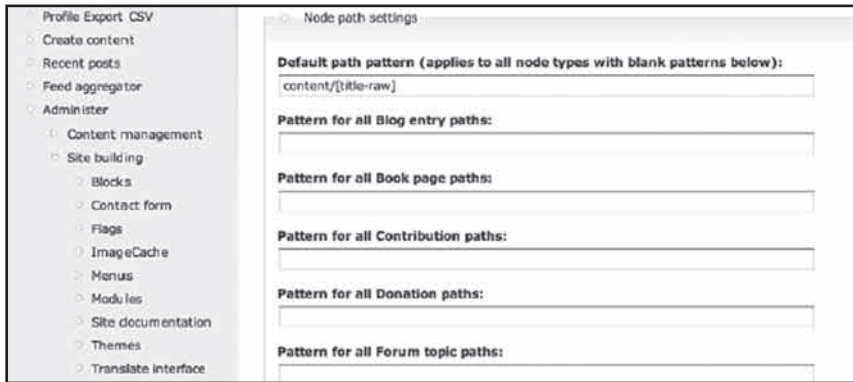 Profile Export CSV
Create content
Recent posts
Feed aggregator
Administer
Content management
Site building
Blocks
Contact form
Flags
ImageCache
Menus
Modules
Site documentation
Themes
Translate interface
Node path settings
Default path pattern (applies to all node types with blank patterns below):
content/[title-raw]
Pattern for all Blog entry paths:
Pattern for all Book page paths:
Pattern for all Contribution paths:
Pattern for all Donation paths:
Pattern for all Forum topic paths: